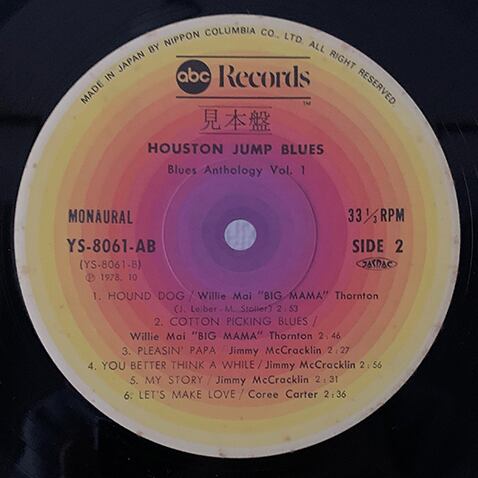 MADE IN JAPAN BY NIPPON COLUMBIA CO., LTD. ALL RIGHT RESERVED.
abc Records
TM
見本盤
HOUSTON JUMP BLUES
Blues Anthology Vol. 1
MONAURAL 33 1/3 RPM
YS-8061-AB SIDE 2
(YS-8061-B) JASRAC
Ⓟ 1978. 10
1. HOUND DOG / Willie Mai "BIG MAMA" Thornton
(J. Leiber - M. Stoller) 2:53
2. COTTON PICKING BLUES /
Willie Mai "BIG MAMA" Thornton 2:46
3. PLEASIN' PAPA / Jimmy McCracklin 2:27
4. YOU BETTER THINK A WHILE / Jimmy McCracklin 2:56
5. MY STORY / Jimmy McCracklin 2:31
6. LET'S MAKE LOVE / Coree Carter 2:36